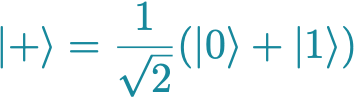 |+⟩ = 1/√2 (|0⟩ + |1⟩)